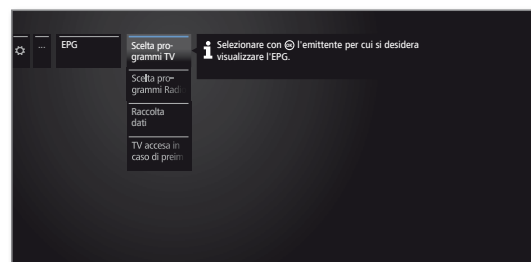 ...
EPG
Scelta pro-
grammi TV
Selezionare con OK l'emittente per cui si desidera
visualizzare l'EPG.
Scelta pro-
grammi Radi
Raccolta
dati
TV accesa in
caso di preim